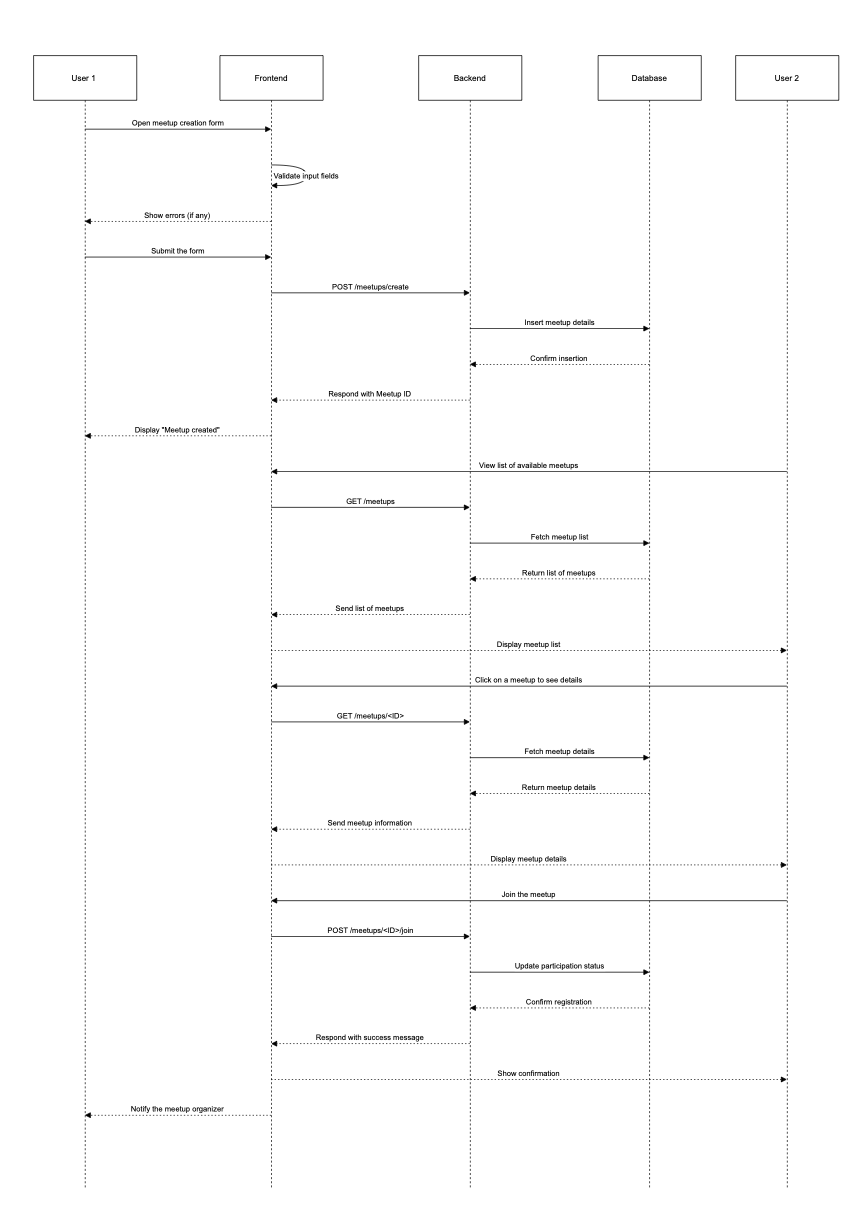 User 1
Frontend
Backend
Database
User 2
Open meetup creation form
Validate input fields
Show errors (if any)
Submit the form
POST /meetups/create
Insert meetup details
Confirm insertion
Respond with Meetup ID
Display "Meetup created"
View list of available meetups
GET /meetups
Fetch meetup list
Return list of meetups
Send list of meetups
Display meetup list
Click on a meetup to see details
GET /meetups/<ID>
Fetch meetup details
Return meetup details
Send meetup information
Display meetup details
Join the meetup
POST /meetups/<ID>/join
Update participation status
Confirm registration
Respond with success message
Show confirmation
Notify the meetup organizer